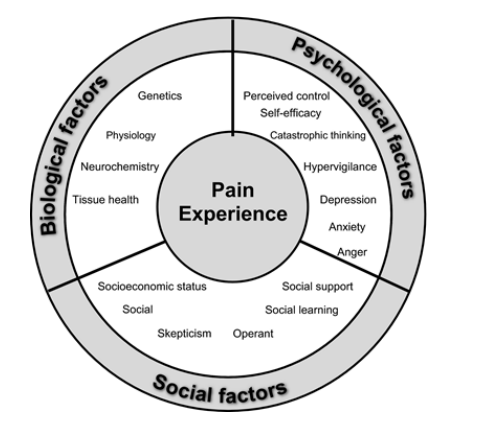 Biological factors
Genetics
Physiology
Neurochemistry
Tissue health
Psychological factors
Perceived control
Self-efficacy
Catastrophic thinking
Hypervigilance
Depression
Anxiety
Anger
Pain
Experience
Socioeconomic status
Social
Skepticism
Operant
Social learning
Social support
Social factors